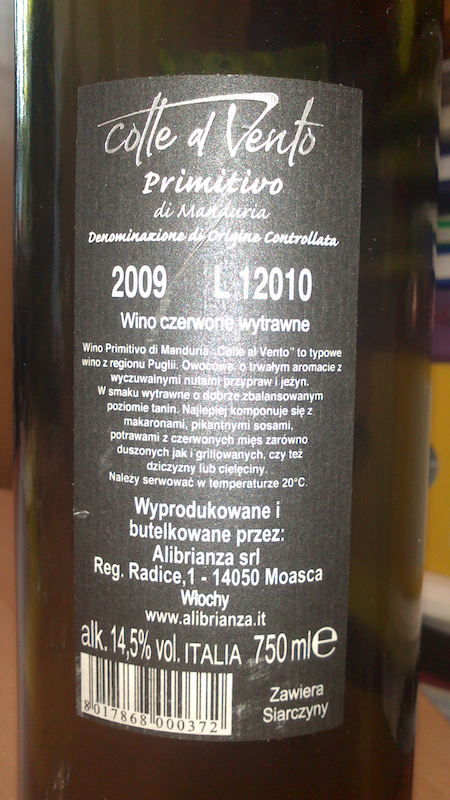 Colle al Vento
Primitivo
di Manduria
Denominazione di Origine Controllata
2009 L 12010
Wino czerwone wytrawne
Wino Primitivo di Manduria „Colle al Vento" to typowe
wino z regionu Puglii. Owocowe, o trwałym aromacie z
wyczuwalnymi nutami przypraw i jeżyn.
W smaku wytrawne o dobrze zbalansowanym
poziomie tanin. Najlepiej komponuje się z
makaronami, pikantnymi sosami,
potrawami z czerwonych mięs zarówno
duszonych jak i grillowanych, czy też
dziczyzny lub cielęciny.
Należy serwować w temperaturze 20°C.
Wyprodukowane i
butelkowane przez:
Alibrianza srl
Reg. Radice,1 - 14050 Moasca
Włochy
www.alibrianza.it
alk. 14,5% vol. ITALIA 750 ml e
Zawiera
Siarczyny
8 017868 000372